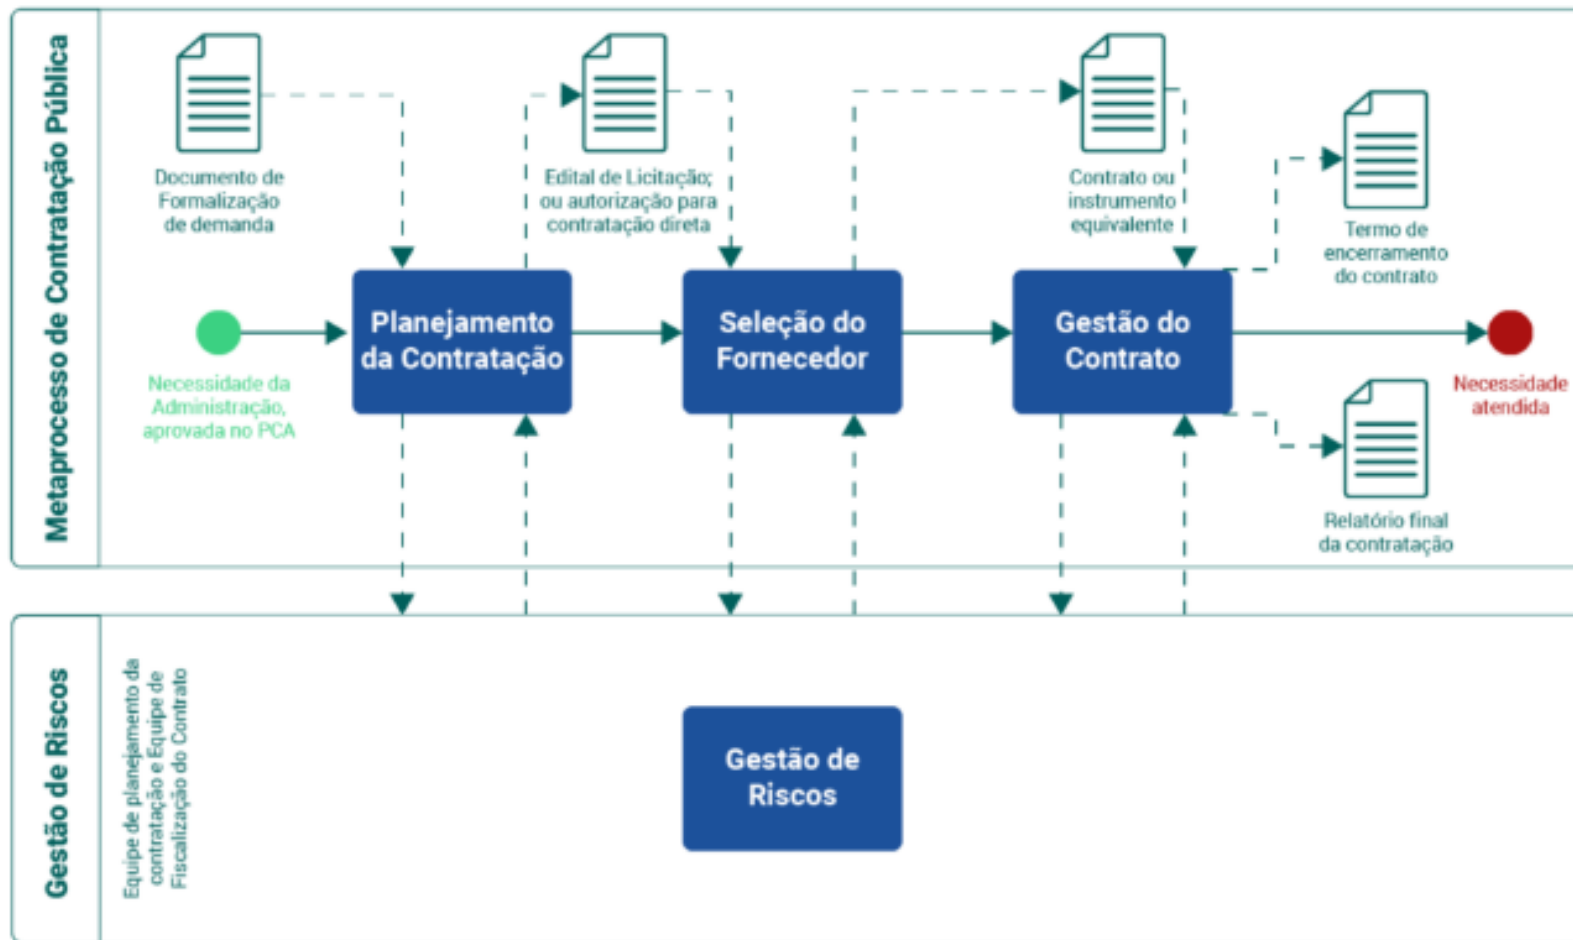 Metaprocesso de Contratação Pública
Documento de
Formalização
de demanda
Edital de Licitação;
ou autorização para
contratação direta
Contrato ou
instrumento
equivalente
Termo de
encerramento
do contrato
Planejamento
da Contratação
Seleção do
Fornecedor
Gestão do
Contrato
Necessidade da
Administração,
aprovada no PCA
Necessidade
atendida
Relatório final
da contratação
Gestão de Riscos
Equipe de planejamento da
contratação e Equipe de
Fiscalização do Contrato
Gestão de
Riscos